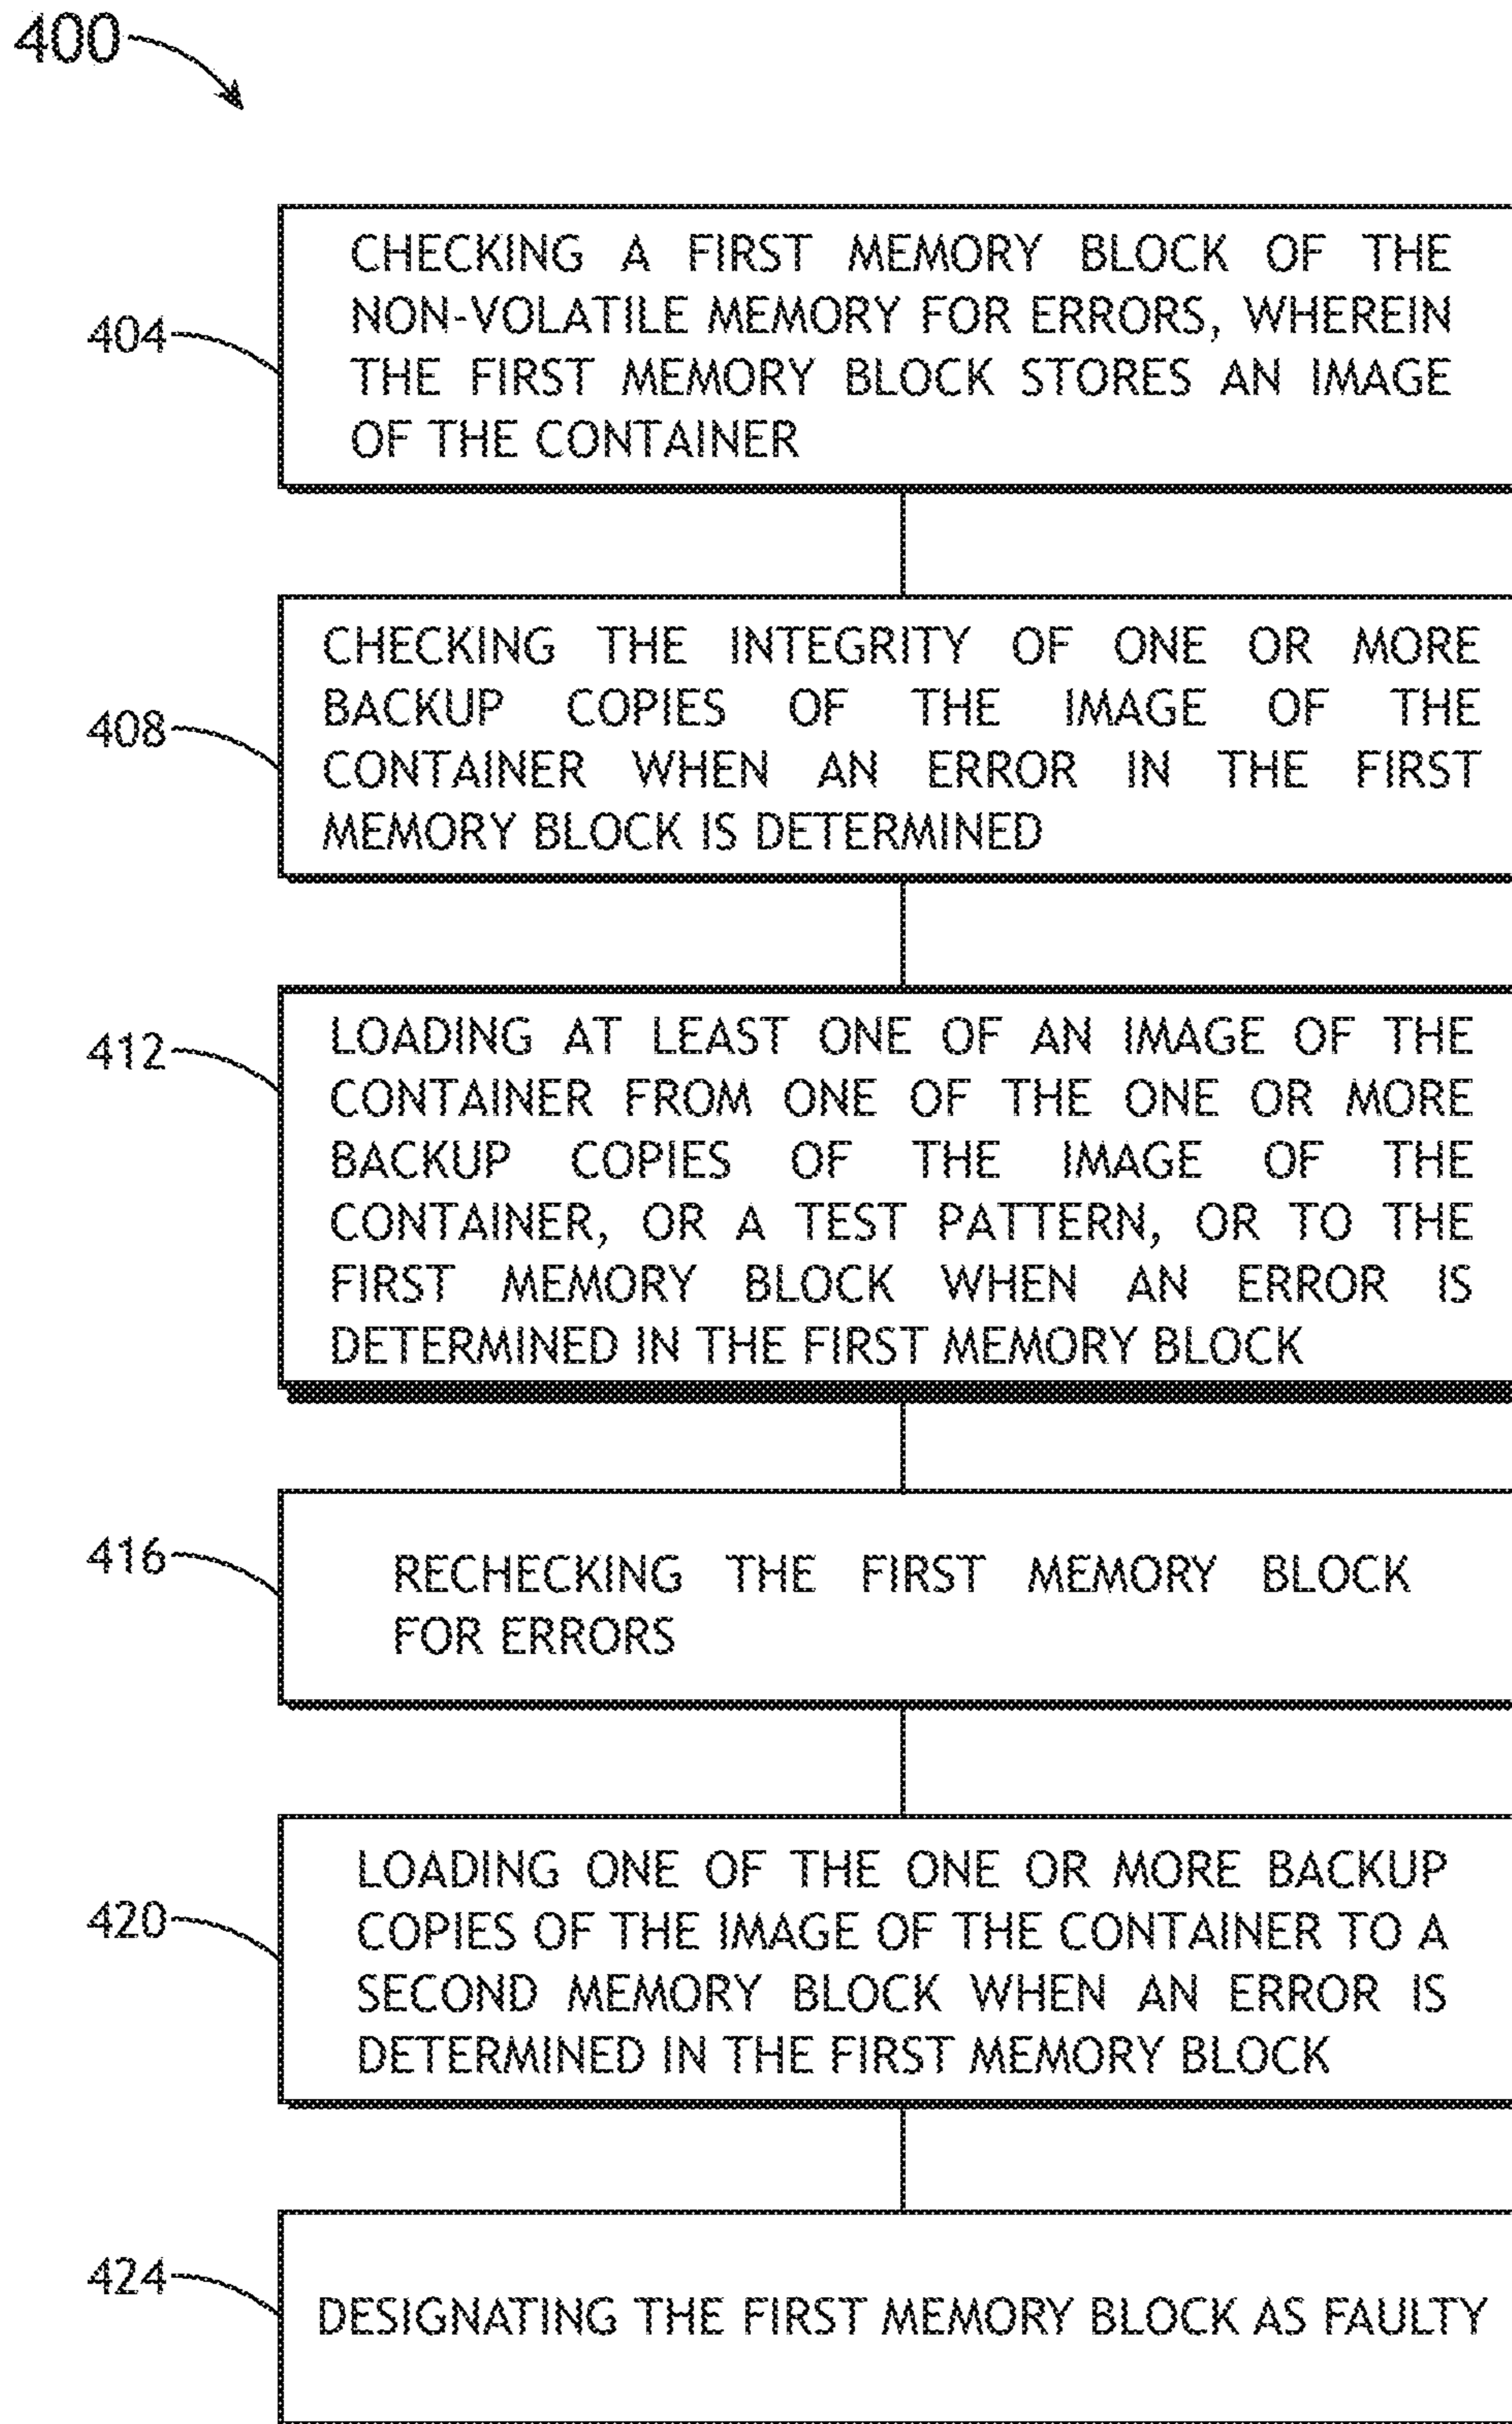 400
404
CHECKING A FIRST MEMORY BLOCK OF THE
NON-VOLATILE MEMORY FOR ERRORS, WHEREIN
THE FIRST MEMORY BLOCK STORES AN IMAGE
OF THE CONTAINER
408
CHECKING THE INTEGRITY OF ONE OR MORE
BACKUP COPIES OF THE IMAGE OF THE
CONTAINER WHEN AN ERROR IN THE FIRST
MEMORY BLOCK IS DETERMINED
412
LOADING AT LEAST ONE OF AN IMAGE OF THE
CONTAINER FROM ONE OF THE ONE OR MORE
BACKUP COPIES OF THE IMAGE OF THE
CONTAINER, OR A TEST PATTERN, OR TO THE
FIRST MEMORY BLOCK WHEN AN ERROR IS
DETERMINED IN THE FIRST MEMORY BLOCK
416
RECHECKING THE FIRST MEMORY BLOCK
FOR ERRORS
420
LOADING ONE OF THE ONE OR MORE BACKUP
COPIES OF THE IMAGE OF THE CONTAINER TO A
SECOND MEMORY BLOCK WHEN AN ERROR IS
DETERMINED IN THE FIRST MEMORY BLOCK
424
DESIGNATING THE FIRST MEMORY BLOCK AS FAULTY